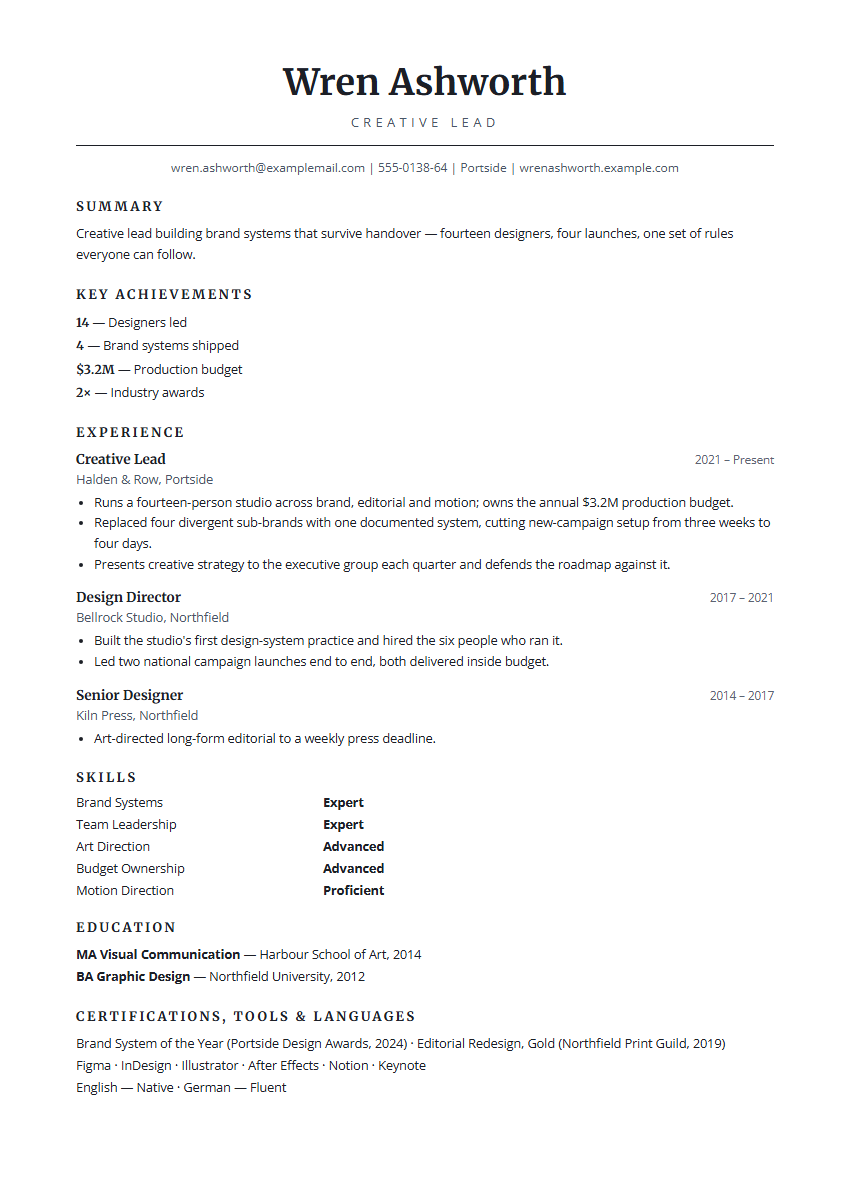 Wren Ashworth
CREATIVE LEAD
wren.ashworth@examplemail.com | 555-0138-64 | Portside | wrenashworth.example.com
SUMMARY
Creative lead building brand systems that survive handover — fourteen designers, four launches, one set of rules
everyone can follow.
KEY ACHIEVEMENTS
14 — Designers led
4 — Brand systems shipped
$3.2M — Production budget
2× — Industry awards
EXPERIENCE
Creative Lead 2021 – Present
Halden & Row, Portside
• Runs a fourteen-person studio across brand, editorial and motion; owns the annual $3.2M production budget.
• Replaced four divergent sub-brands with one documented system, cutting new-campaign setup from three weeks to
four days.
• Presents creative strategy to the executive group each quarter and defends the roadmap against it.
Design Director 2017 – 2021
Bellrock Studio, Northfield
• Built the studio's first design-system practice and hired the six people who ran it.
• Led two national campaign launches end to end, both delivered inside budget.
Senior Designer 2014 – 2017
Kiln Press, Northfield
• Art-directed long-form editorial to a weekly press deadline.
SKILLS
Brand Systems Expert
Team Leadership Expert
Art Direction Advanced
Budget Ownership Advanced
Motion Direction Proficient
EDUCATION
MA Visual Communication — Harbour School of Art, 2014
BA Graphic Design — Northfield University, 2012
CERTIFICATIONS, TOOLS & LANGUAGES
Brand System of the Year (Portside Design Awards, 2024) · Editorial Redesign, Gold (Northfield Print Guild, 2019)
Figma · InDesign · Illustrator · After Effects · Notion · Keynote
English — Native · German — Fluent